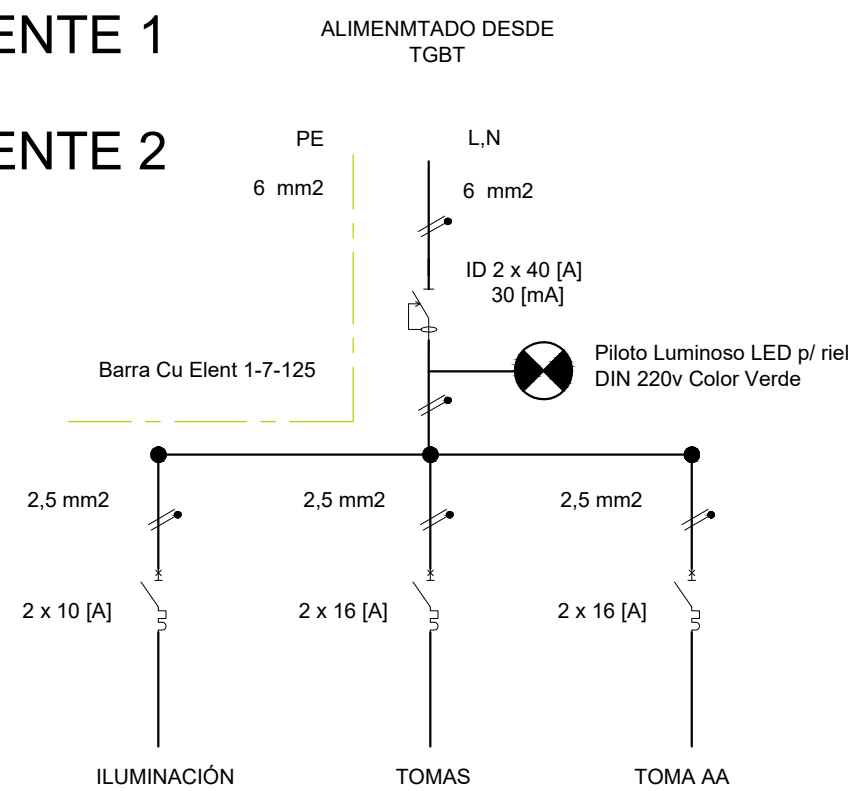 ENTE 1
ALIMENMTADO DESDE
TGBT
ENTE 2
PE
L,N
6 mm2
6 mm2
ID 2 x 40 [A]
30 [mA]
Barra Cu Elent 1-7-125
Piloto Luminoso LED p/ riel
DIN 220v Color Verde
2,5 mm2
2,5 mm2
2,5 mm2
2 x 10 [A]
2 x 16 [A]
2 x 16 [A]
ILUMINACIÓN
TOMAS
TOMA AA